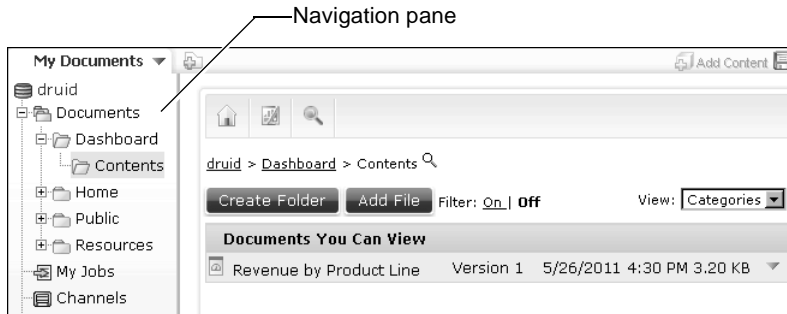 Navigation pane
My Documents
Add Content
druid
Documents
Dashboard
Contents
Home
Public
Resources
My Jobs
Channels
druid > Dashboard > Contents
Create Folder Add File Filter: On | Off View: Categories
Documents You Can View
Revenue by Product Line Version 1 5/26/2011 4:30 PM 3.20 KB